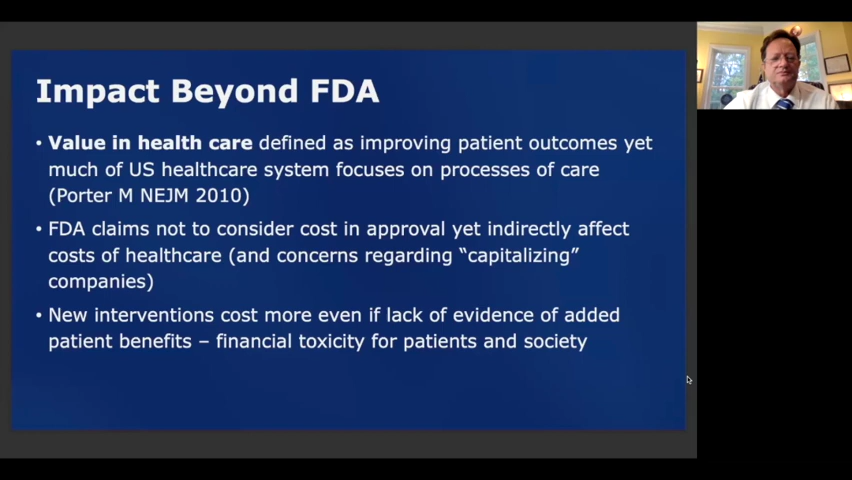 Impact Beyond FDA
• Value in health care defined as improving patient outcomes yet
much of US healthcare system focuses on processes of care
(Porter M NEJM 2010)
• FDA claims not to consider cost in approval yet indirectly affect
costs of healthcare (and concerns regarding “capitalizing”
companies)
• New interventions cost more even if lack of evidence of added
patient benefits – financial toxicity for patients and society